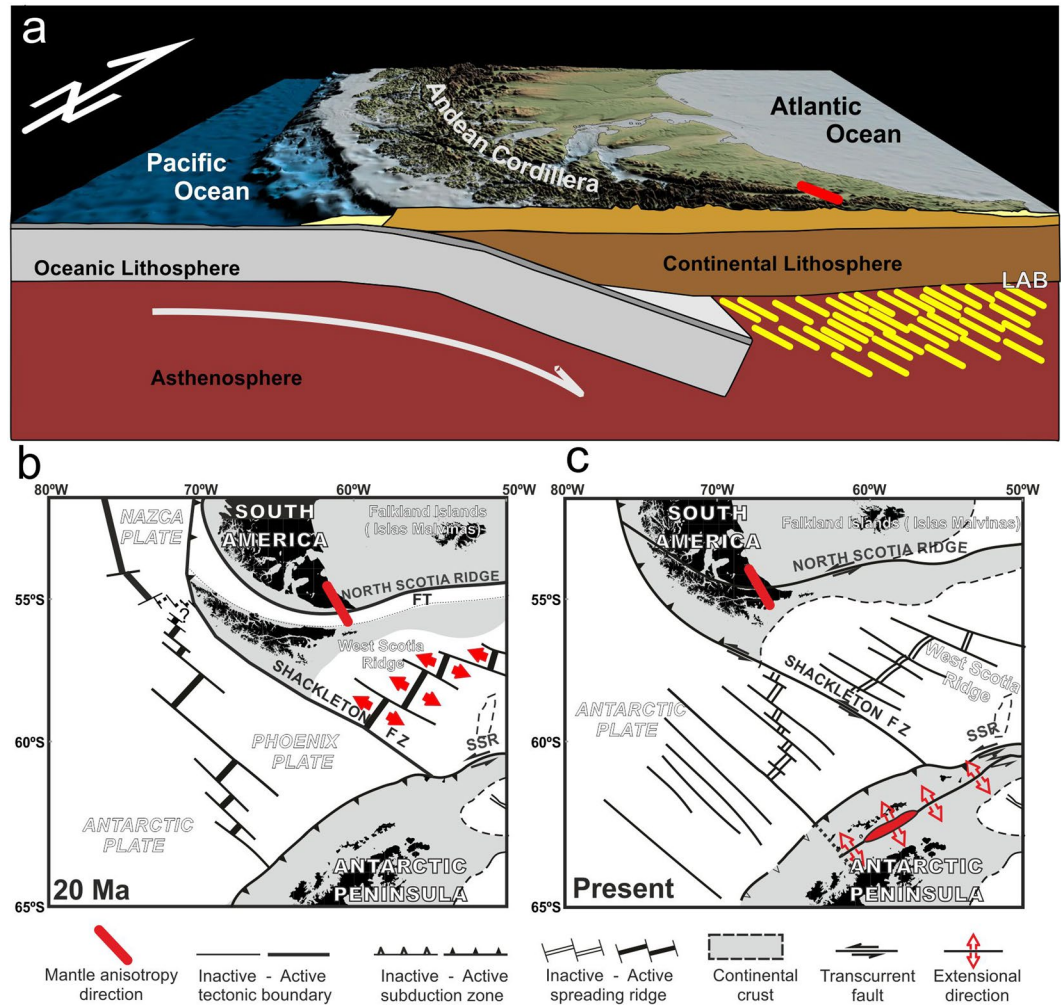 a
Pacific
Ocean
Andean Cordillera
Atlantic
Ocean
Oceanic Lithosphere
Continental Lithosphere
LAB
Asthenosphere
b
80ºW 70ºW 60ºW 50ºW
NAZCA
PLATE
SOUTH
AMERICA
Falkland Islands
( Islas Malvinas)
NORTH SCOTIA RIDGE
FT
55ºS
?
West Scotia
Ridge
SHACKLETON
F Z
PHOENIX
PLATE
60ºS
SSR
ANTARCTIC
PLATE
ANTARCTIC
PENINSULA
20 Ma
65ºS
c
80ºW 70ºW 60ºW 50ºW
SOUTH
AMERICA
Falkland Islands ( Islas Malvinas)
NORTH SCOTIA RIDGE
55ºS
SHACKLETON F Z
West Scotia
Ridge
ANTARCTIC
PLATE
60ºS
SSR
ANTARCTIC
PENINSULA
Present
65ºS
Mantle anisotropy
direction
Inactive - Active
tectonic boundary
Inactive - Active
subduction zone
Inactive - Active
spreading ridge
Continental
crust
Transcurrent
fault
Extensional
direction